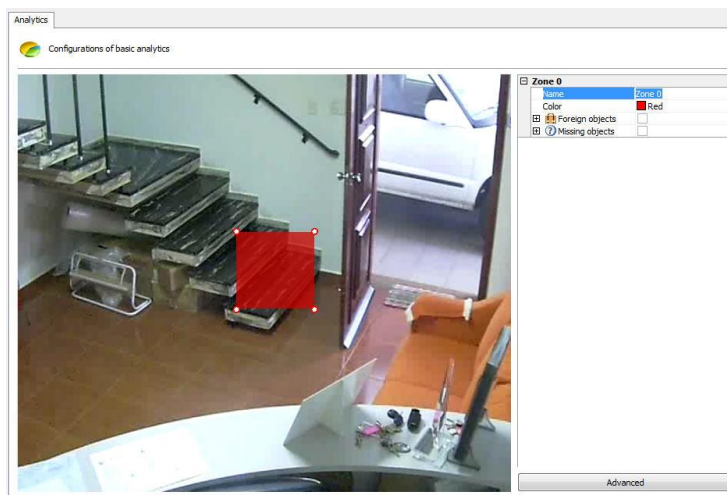 Analytics
Configurations of basic analytics
Zone 0
Name Zone 0
Color Red
Foreign objects
Missing objects
Advanced